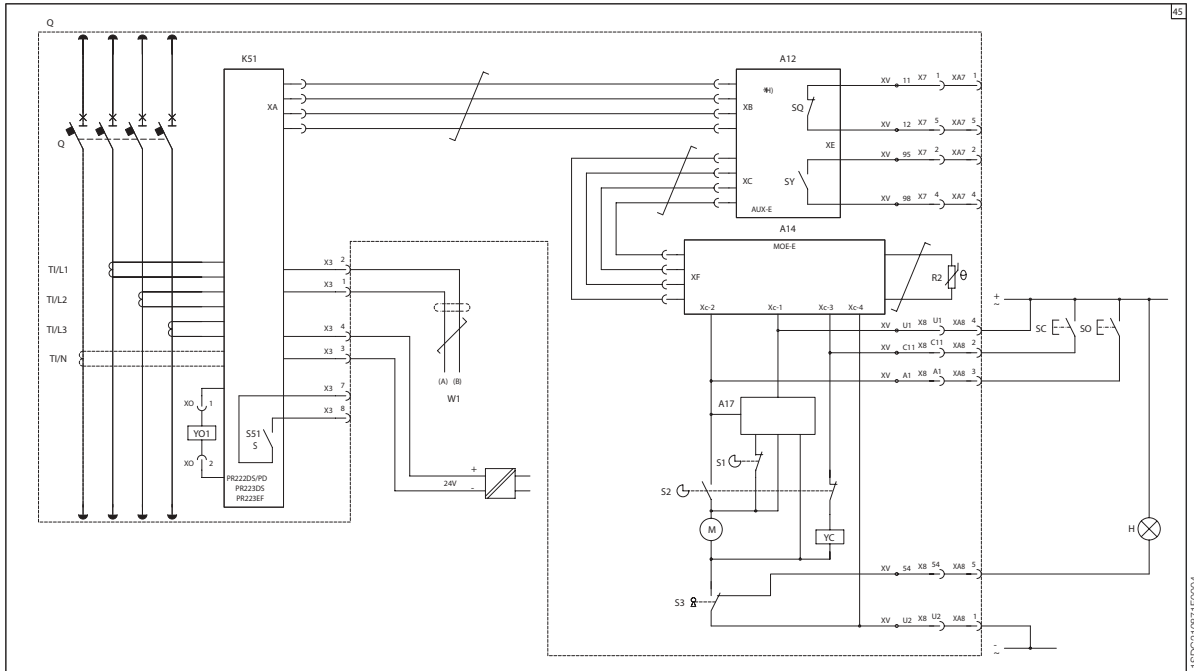 45
Q
K51
A12
XA
*H)
XB
SQ
XE
XV 11 X7 1 XA7 1
XV 12 X7 5 XA7 5
XV 95 X7 2 XA7 2
XV 98 X7 4 XA7 4
Q
XC
SY
AUX-E
A14
MOE-E
XF
R2 θ
Xc-2 Xc-1 Xc-3 Xc-4
TI/L1
TI/L2
TI/L3
TI/N
X3 2
X3 1
X3 4
X3 3
X3 7
X3 8
(A) (B)
W1
+
~
XV U1 X8 U1 XA8 4
XV C11 X8 C11 XA8 2
XV A1 X8 A1 XA8 3
SC SO
XO 1
YO1
XO 2
S51
S
PR222DS/PD
PR223DS
PR223EF
+
24V
-
A17
S1
S2
M
YC
H
XV 54 X8 54 XA8 5
S3
XV U2 X8 U2 XA8 1
-
~